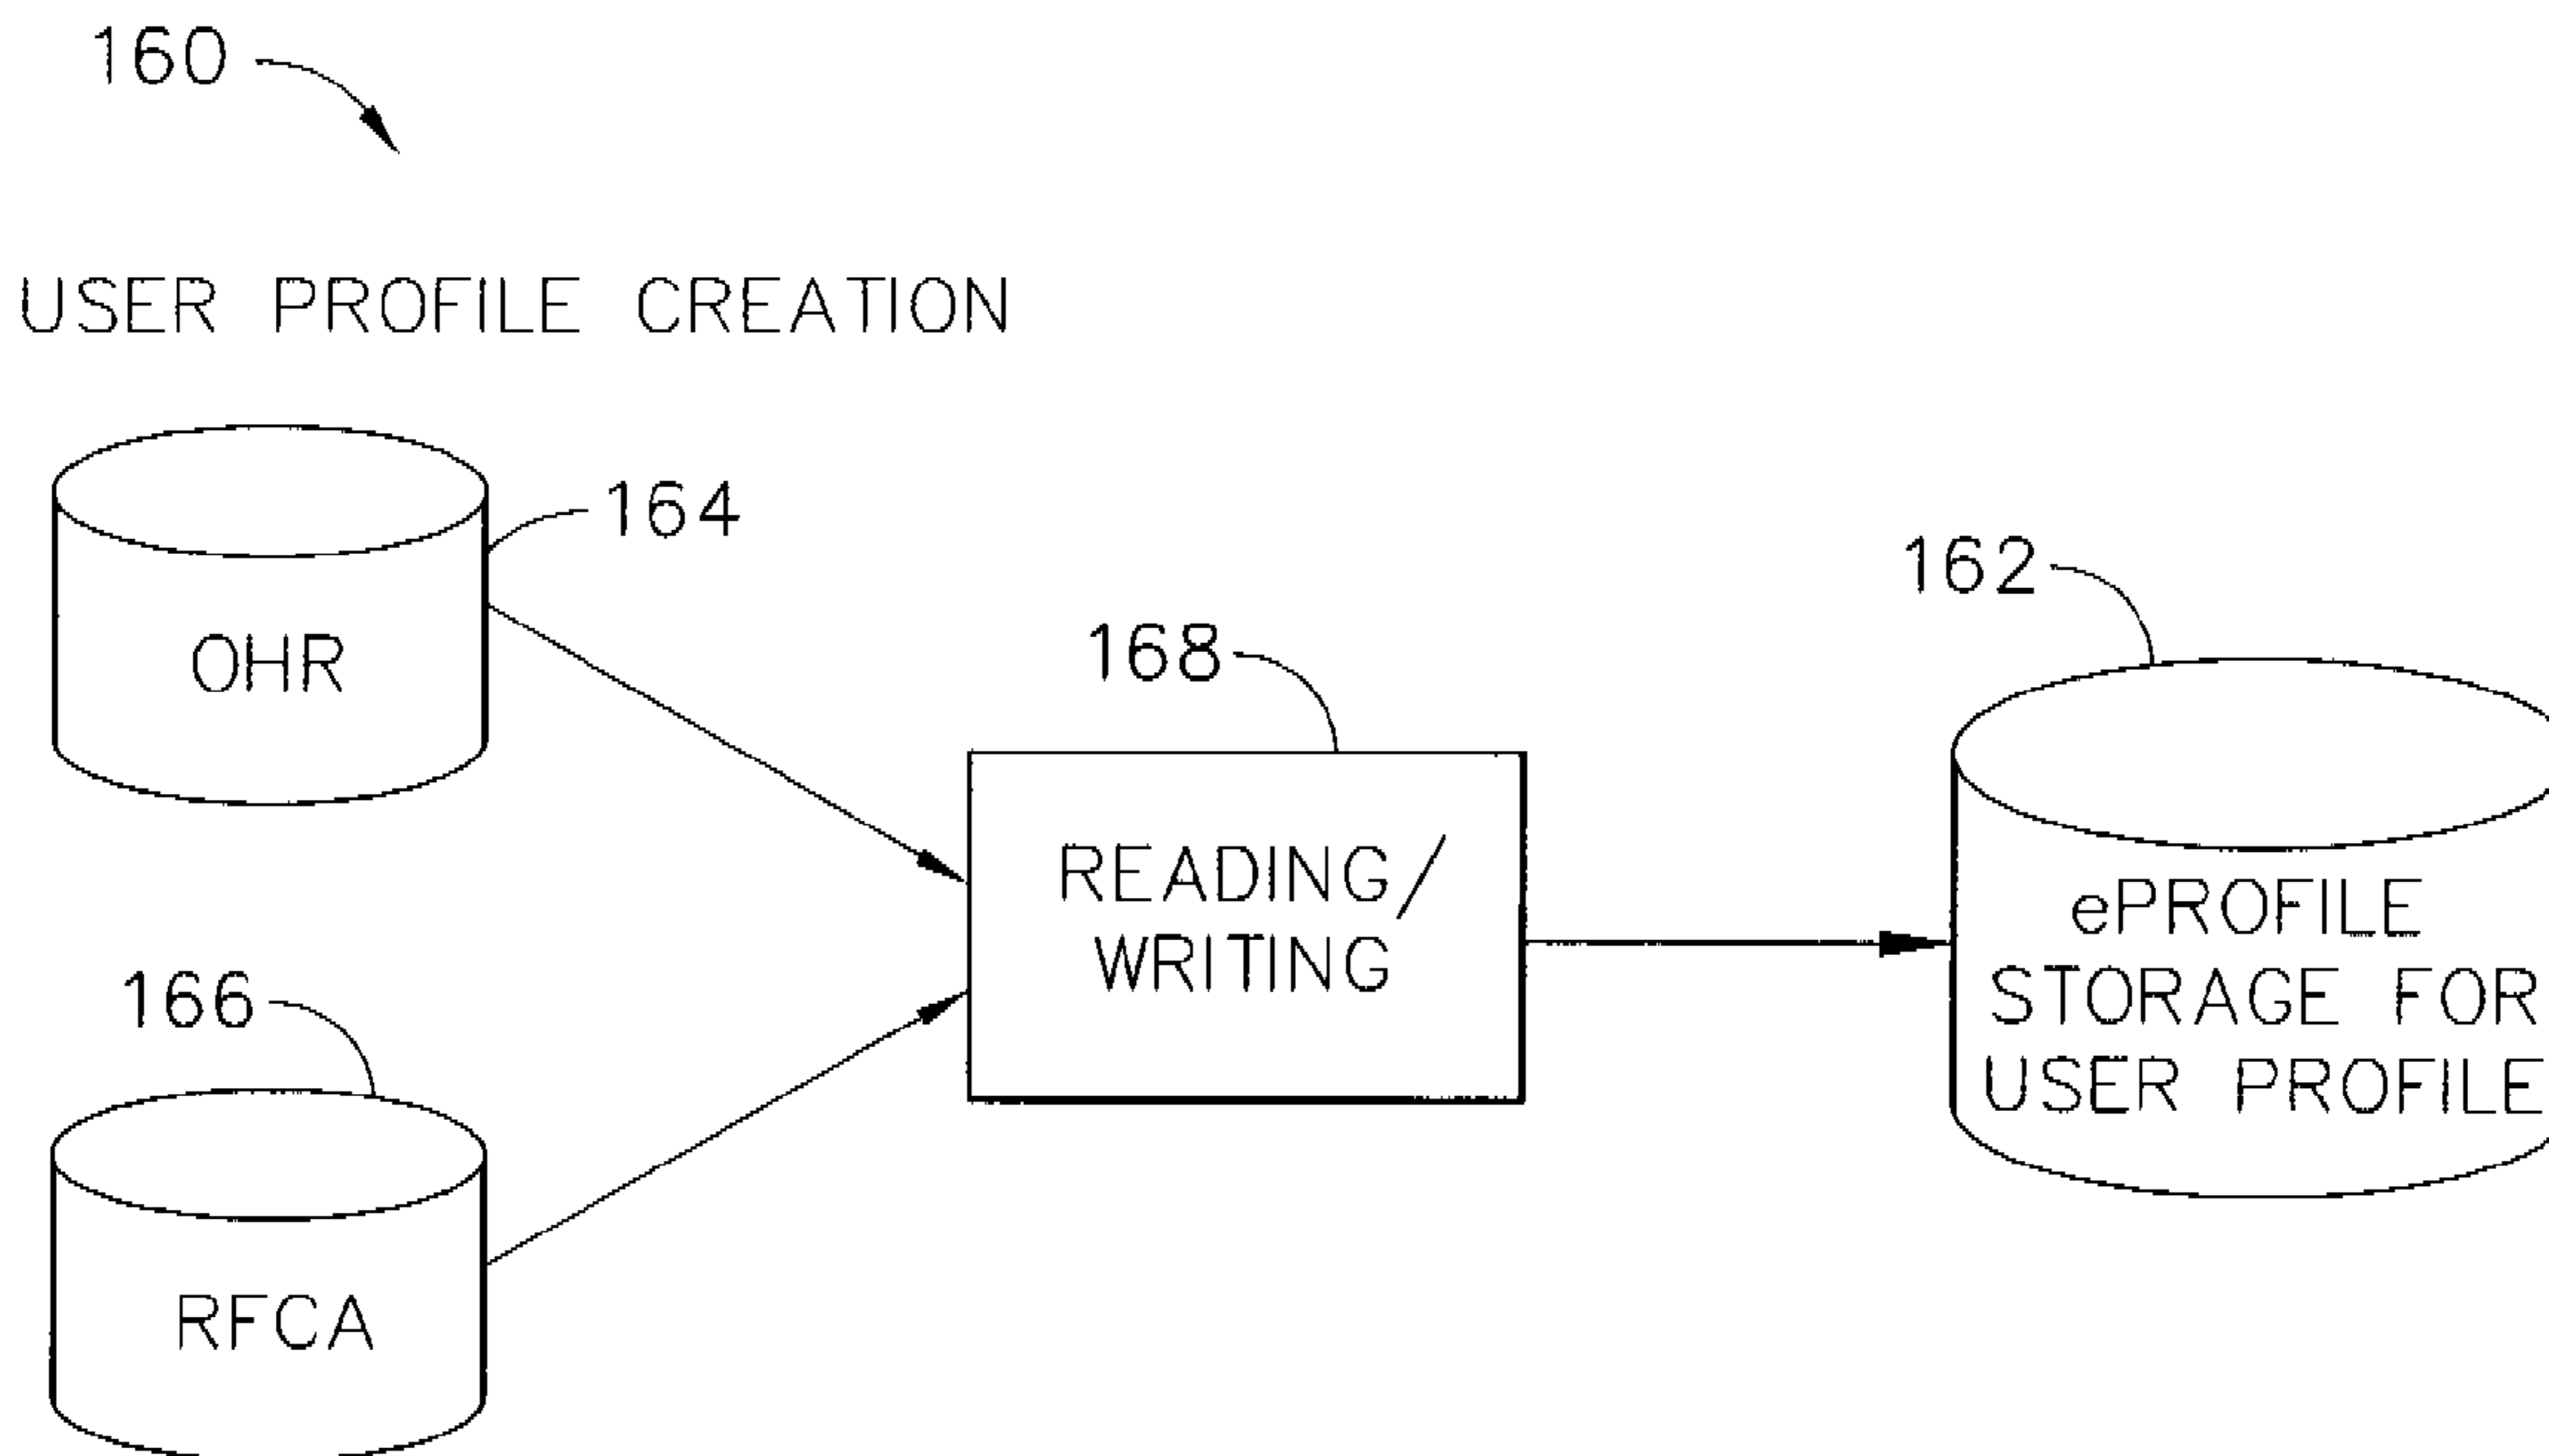 160
USER PROFILE CREATION
164
OHR
162
168
READING/
WRITING
ePROFILE
STORAGE FOR
USER PROFILE
166
RFCA